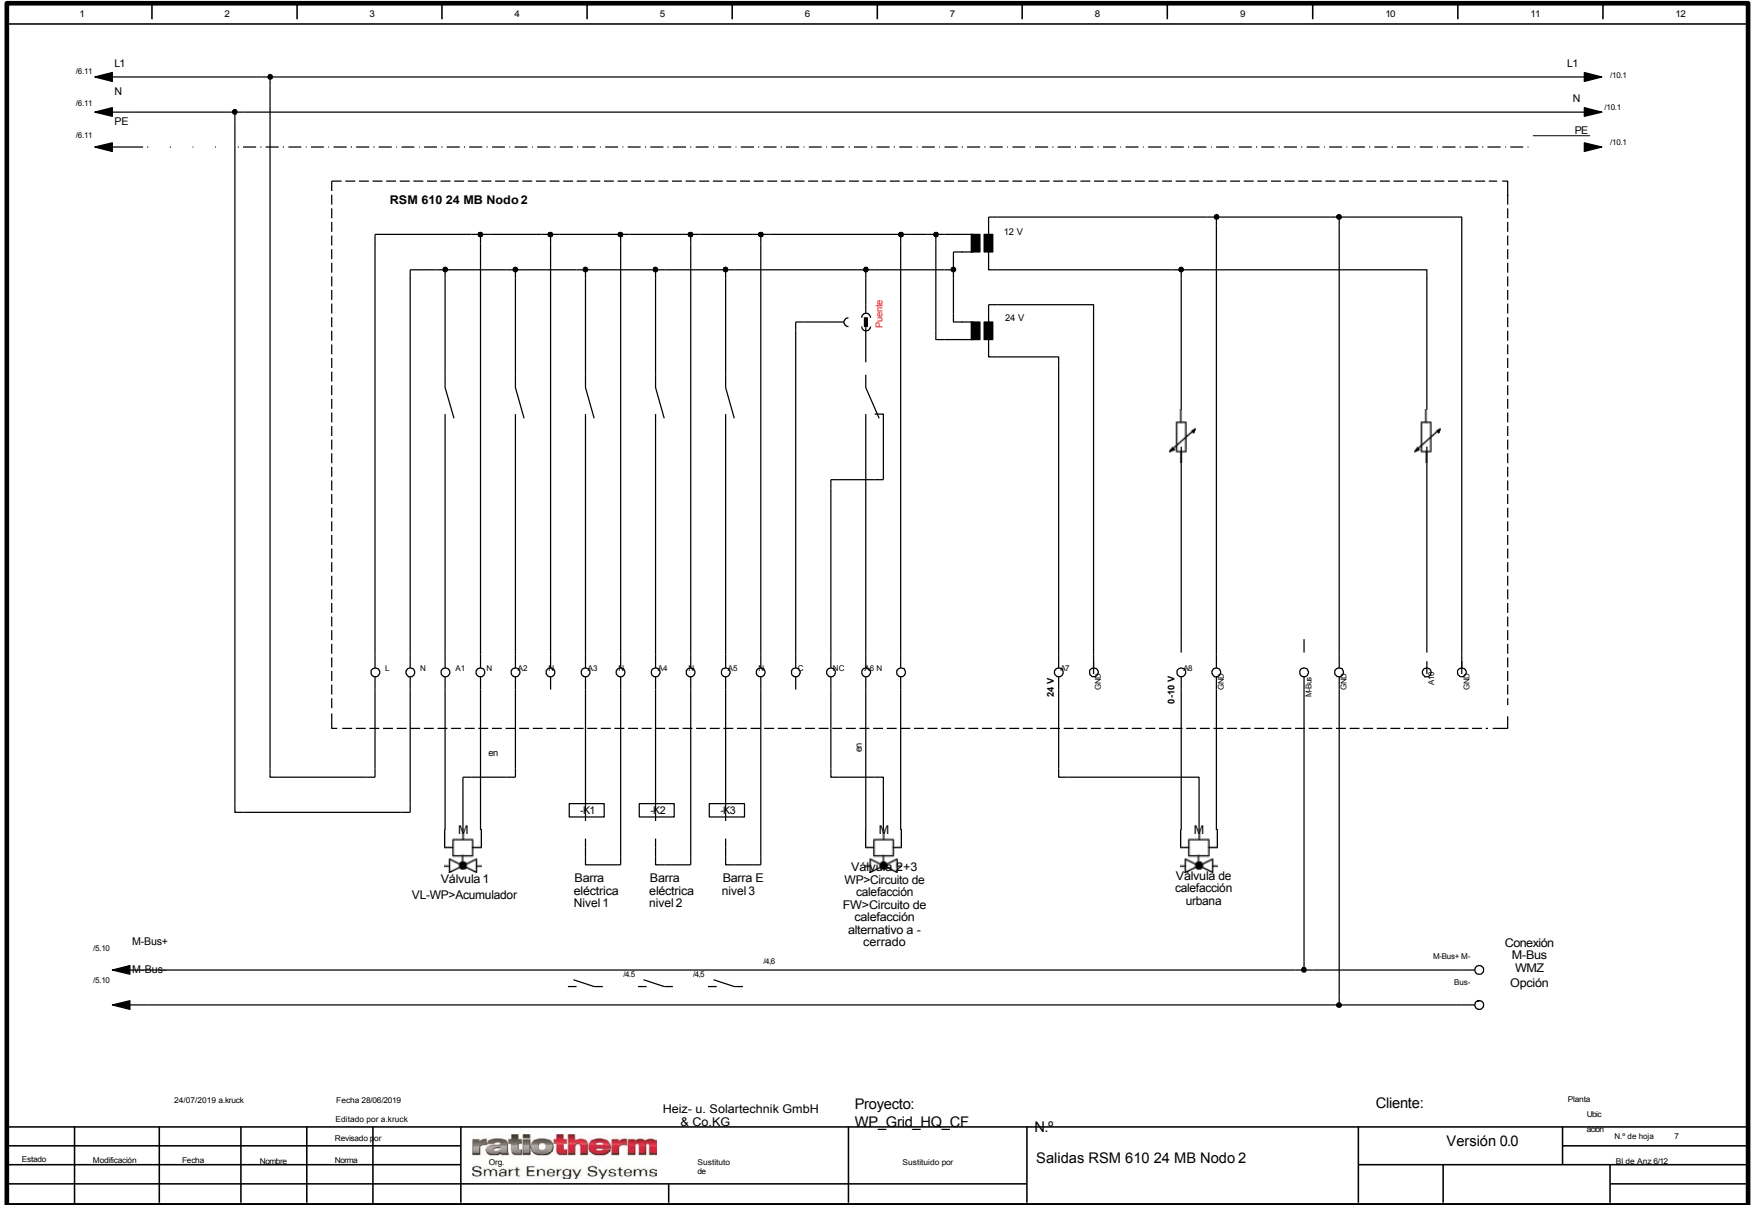 1 2 3 4 5 6 7 8 9 10 11 12
L1 L1
/6.11 /10.1
N N
/6.11 /10.1
PE PE
/6.11 /10.1
RSM 610 24 MB Nodo 2
12 V
24 V
Puente
L N A1 N A2 N A3 N A4 N A5 N C NC A6 N A7 GND A8 GND M-Bus GND A10 GND
24 V
0-10 V
en
en
-K1 -K2 -K3
M M M
Válvula 1
VL-WP>Acumulador
Barra
eléctrica
Nivel 1
Barra
eléctrica
nivel 2
Barra E
nivel 3
Válvula 2+3
WP>Circuito de
calefacción
FW>Circuito de
calefacción
alternativo a -
cerrado
Válvula de
calefacción
urbana
M-Bus+
/5.10
M-Bus-
/5.10
/4.5 /4,5 /4,6
M-Bus+ M-
Bus-
Conexión
M-Bus
WMZ
Opción
24/07/2019 a.kruck
Fecha 28/06/2019
Editado por a.kruck
Revisado por
Estado Modificación Fecha Nombre Norma
ratiotherm
Smart Energy Systems
Org.
Heiz- u. Solartechnik GmbH
& Co.KG
Sustituto
de
Proyecto:
WP_Grid_HQ_CF
Sustituido por
N.º
Salidas RSM 610 24 MB Nodo 2
Cliente:
Versión 0.0
Planta
Ubic
ación
N.º de hoja 7
Bl de Anz 6/12